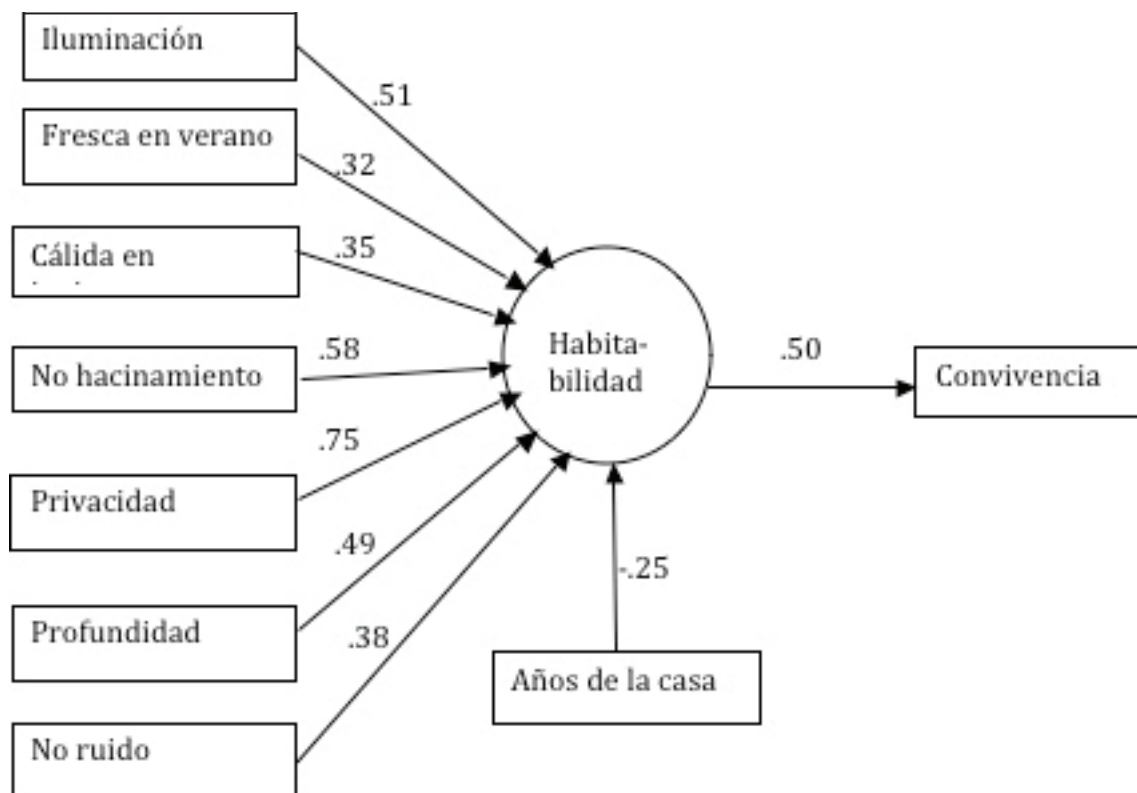 Iluminación
.51
Fresca en verano
.32
Cálida en
.35
No hacinamiento
.58
Habita-
bilidad
.50
Convivencia
Privacidad
.75
.49
Profundidad
.38
-.25
Años de la casa
No ruido